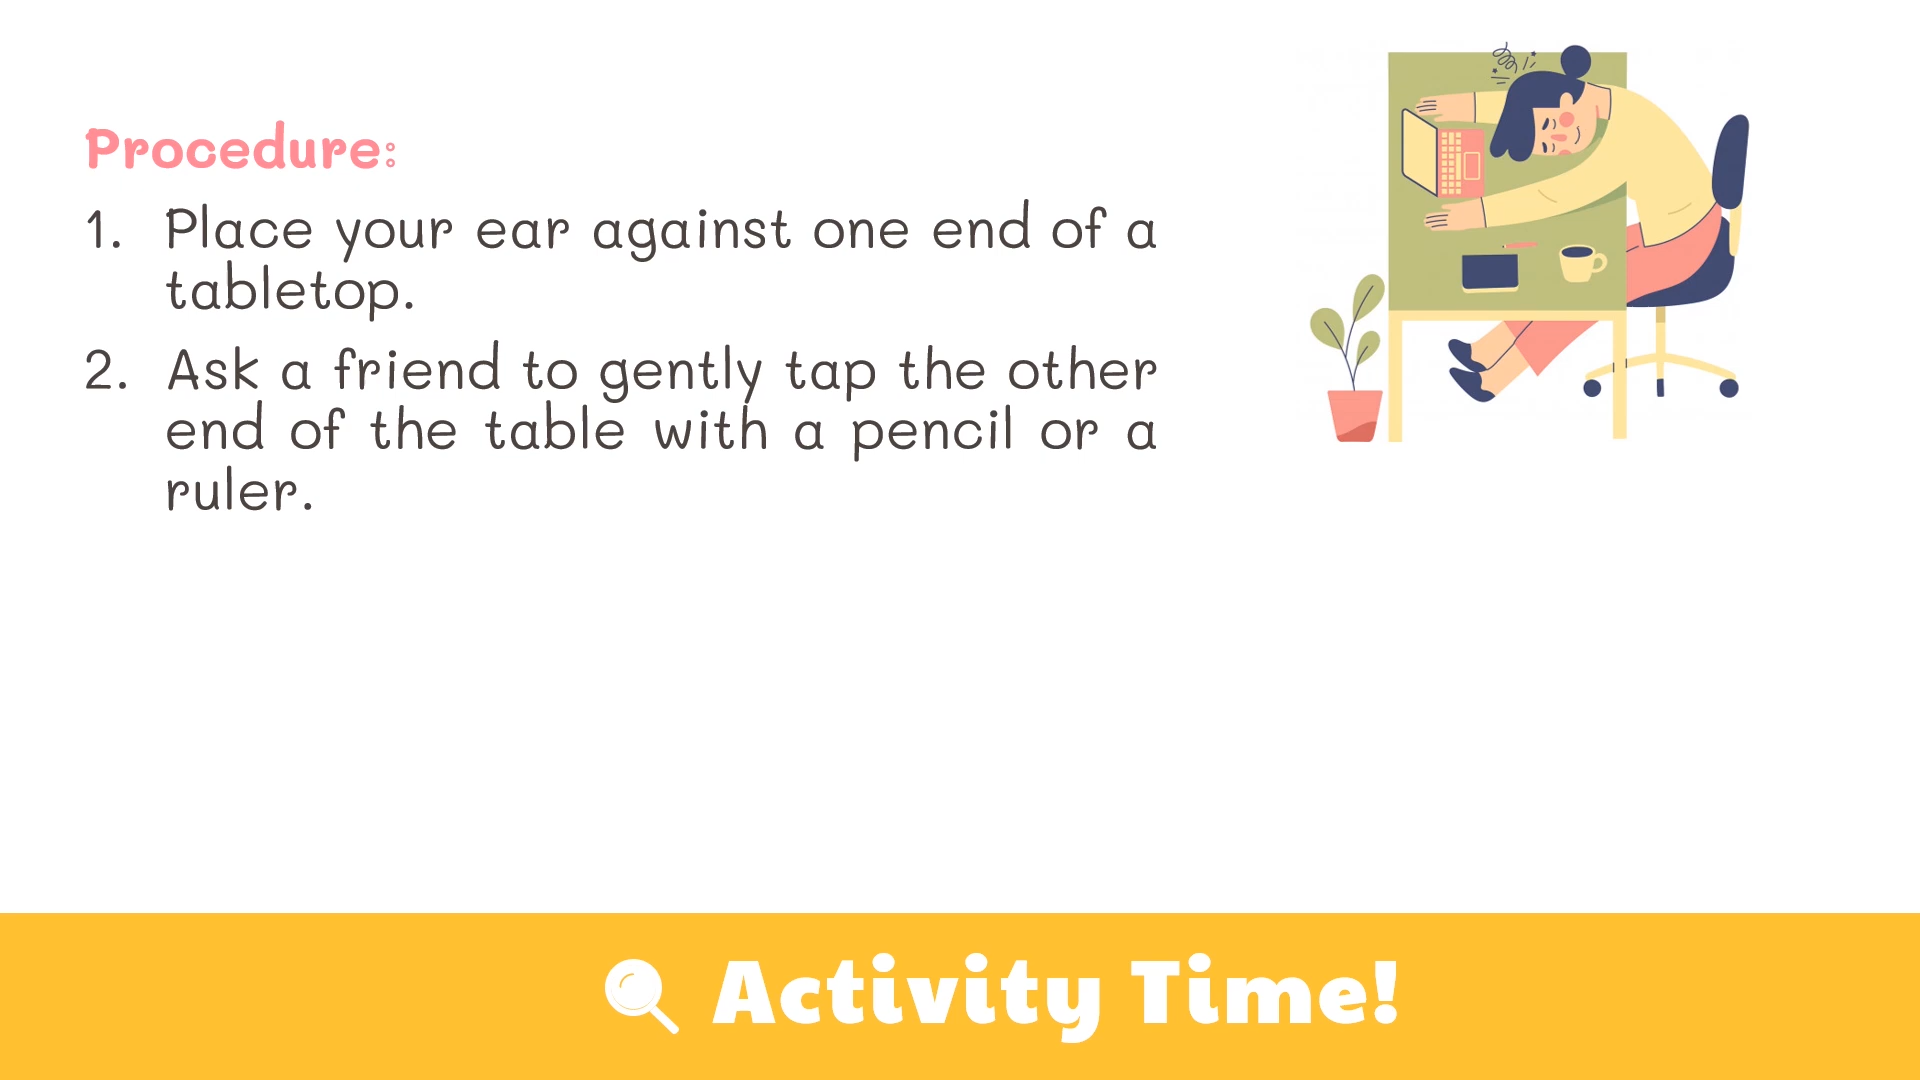 Procedure:
1. Place your ear against one end of a
tabletop.
2. Ask a friend to gently tap the other
end of the table with a pencil or a
ruler.
Activity Time!